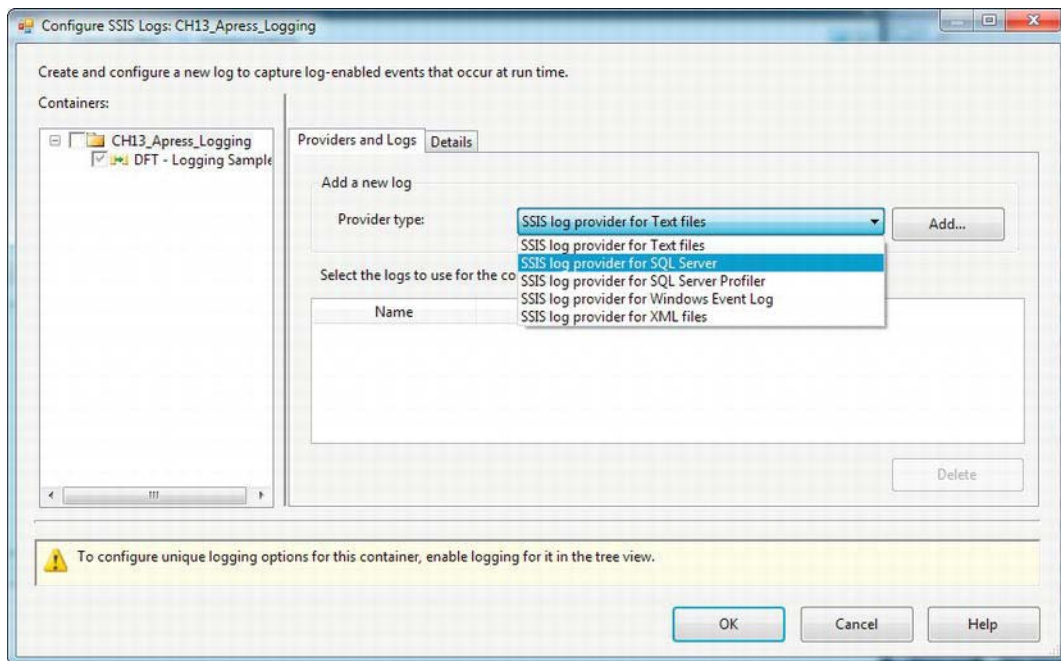 Configure SSIS Logs: CH13_Apress_Logging
Create and configure a new log to capture log-enabled events that occur at run time.
Containers:
CH13_Apress_Logging
DFT - Logging Sample
Providers and Logs
Details
Add a new log
Provider type:
SSIS log provider for Text files
Add...
SSIS log provider for Text files
SSIS log provider for SQL Server
SSIS log provider for SQL Server Profiler
SSIS log provider for Windows Event Log
SSIS log provider for XML files
Select the logs to use for the co
Name
Delete
To configure unique logging options for this container, enable logging for it in the tree view.
OK
Cancel
Help